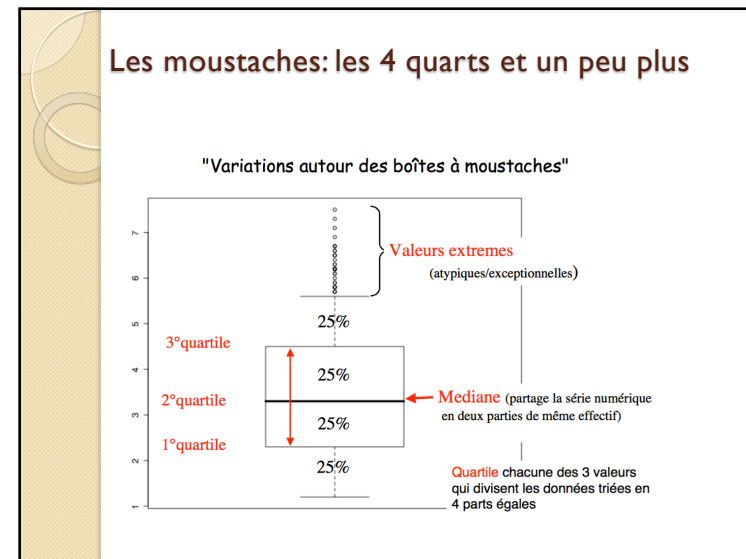 Les moustaches: les 4 quarts et un peu plus
"Variations autour des boîtes à moustaches"
7
6
5
4
3
2
1
Valeurs extremes
(atypiques/exceptionnelles)
25%
3°quartile
25%
2°quartile
Mediane (partage la série numérique
en deux parties de même effectif)
25%
1°quartile
25%
Quartile chacune des 3 valeurs
qui divisent les données triées en
4 parts égales